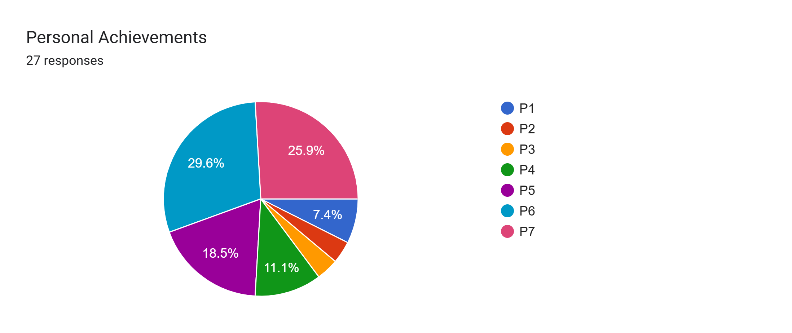 Personal Achievements
27 responses
P1
P2
P3
P4
P5
P6
P7
25.9%
29.6%
7.4%
18.5%
11.1%